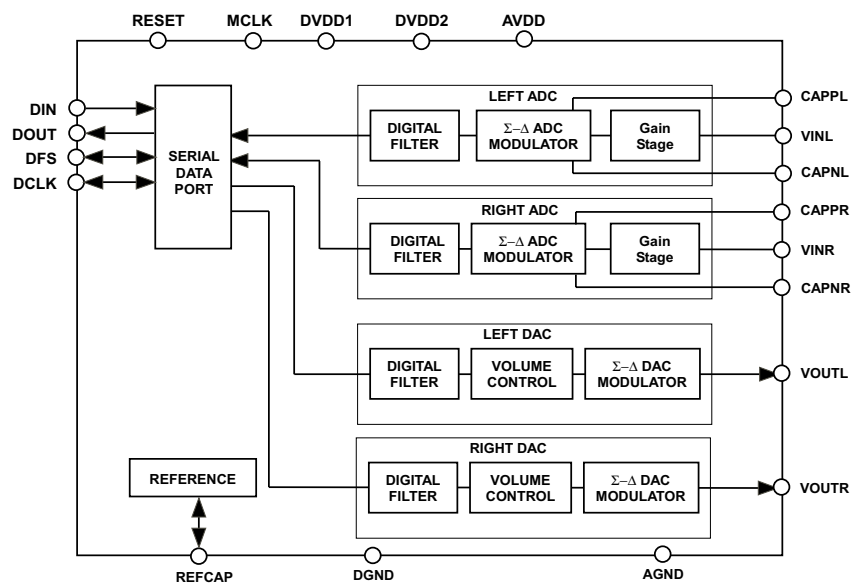 RESET
MCLK
DVDD1
DVDD2
AVDD
DIN
DOUT
DFS
DCLK
SERIAL
DATA
PORT
LEFT ADC
DIGITAL
FILTER
Σ–Δ ADC
MODULATOR
Gain
Stage
CAPPL
VINL
CAPNL
RIGHT ADC
DIGITAL
FILTER
Σ–Δ ADC
MODULATOR
Gain
Stage
CAPPR
VINR
CAPNR
LEFT DAC
DIGITAL
FILTER
VOLUME
CONTROL
Σ–Δ DAC
MODULATOR
VOUTL
RIGHT DAC
DIGITAL
FILTER
VOLUME
CONTROL
Σ–Δ DAC
MODULATOR
VOUTR
REFERENCE
REFCAP
DGND
AGND